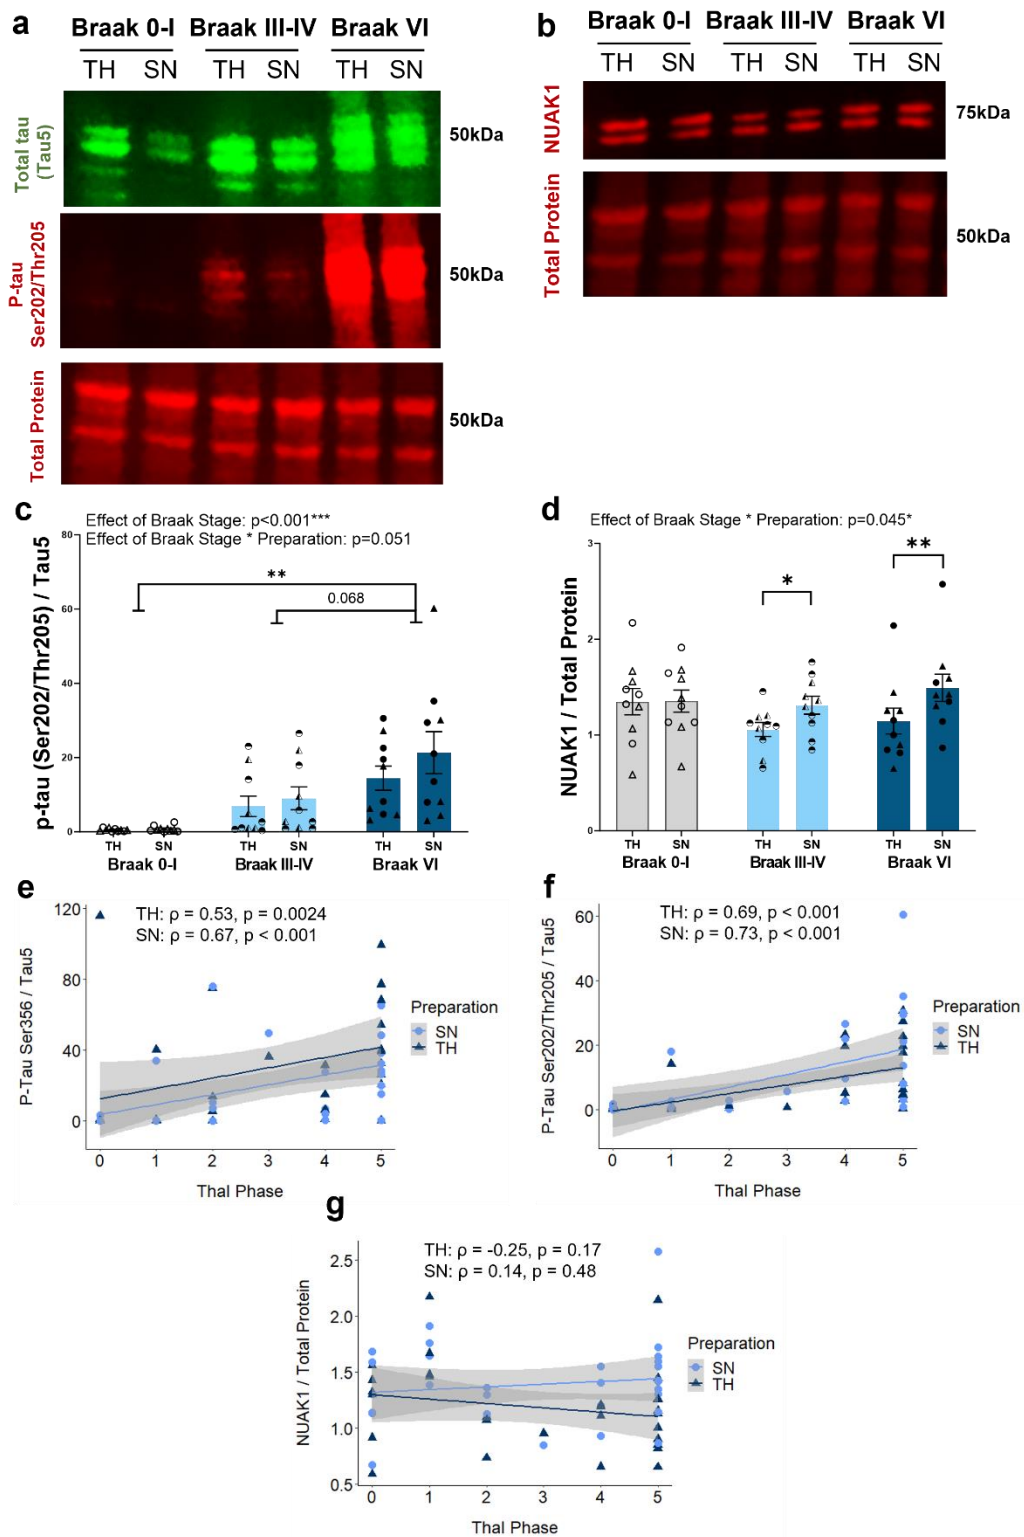 a
Braak 0-I Braak III-IV Braak VI
TH SN TH SN TH SN
Total tau
(Tau5)
50kDa
P-tau
Ser202/Thr205
50kDa
Total Protein
50kDa
b
Braak 0-I Braak III-IV Braak VI
TH SN TH SN TH SN
NUAK1
75kDa
Total Protein
50kDa
c
Effect of Braak Stage: p<0.001***
Effect of Braak Stage * Preparation: p=0.051
p-tau (Ser202/Thr205) / Tau5
80
60
40
20
0
**
0.068
TH SN TH SN TH SN
Braak 0-I Braak III-IV Braak VI
d
Effect of Braak Stage * Preparation: p=0.045*
NUAK1 / Total Protein
3
2
1
0
*
**
TH SN TH SN TH SN
Braak 0-I Braak III-IV Braak VI
e
TH: ρ = 0.53, p = 0.0024
SN: ρ = 0.67, p < 0.001
P-Tau Ser356 / Tau5
120
80
40
0
0 1 2 3 4 5
Thal Phase
Preparation
SN
TH
f
TH: ρ = 0.69, p < 0.001
SN: ρ = 0.73, p < 0.001
P-Tau Ser202/Thr205 / Tau5
60
40
20
0
0 1 2 3 4 5
Thal Phase
Preparation
SN
TH
g
TH: ρ = -0.25, p = 0.17
SN: ρ = 0.14, p = 0.48
NUAK1 / Total Protein
2.5
2.0
1.5
1.0
0.5
0 1 2 3 4 5
Thal Phase
Preparation
SN
TH